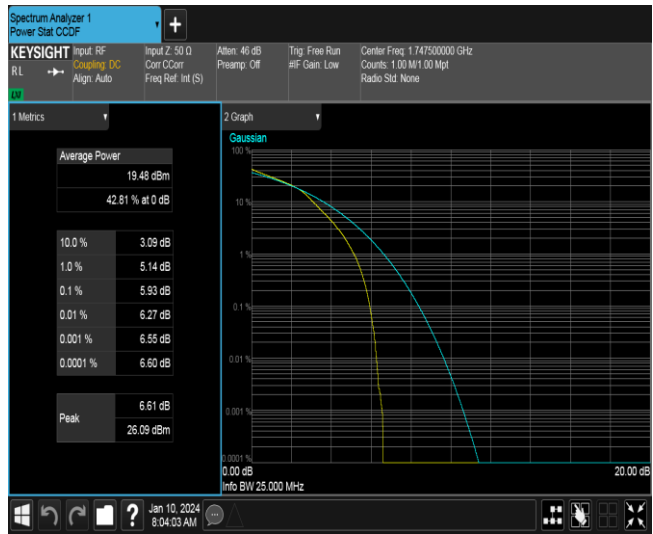 Spectrum Analyzer 1
Power Stat CCDF
+
KEYSIGHT
RL
Input: RF
Coupling: DC
Align: Auto
Input Z: 50 Ω
Corr CCorr
Freq Ref: Int (S)
Atten: 46 dB
Preamp: Off
Trig: Free Run
#IF Gain: Low
Center Freq: 1.747500000 GHz
Counts: 1.00 M/1.00 Mpt
Radio Std: None
1 Metrics
Average Power
19.48 dBm
42.81 % at 0 dB
10.0 % 3.09 dB
1.0 % 5.14 dB
0.1 % 5.93 dB
0.01 % 6.27 dB
0.001 % 6.55 dB
0.0001 % 6.60 dB
Peak 6.61 dB
26.09 dBm
2 Graph
Gaussian
100 %
10 %
1 %
0.1 %
0.01 %
0.001 %
0.0001 %
0.00 dB 20.00 dB
Info BW 25.000 MHz
?
Jan 10, 2024
8:04:03 AM